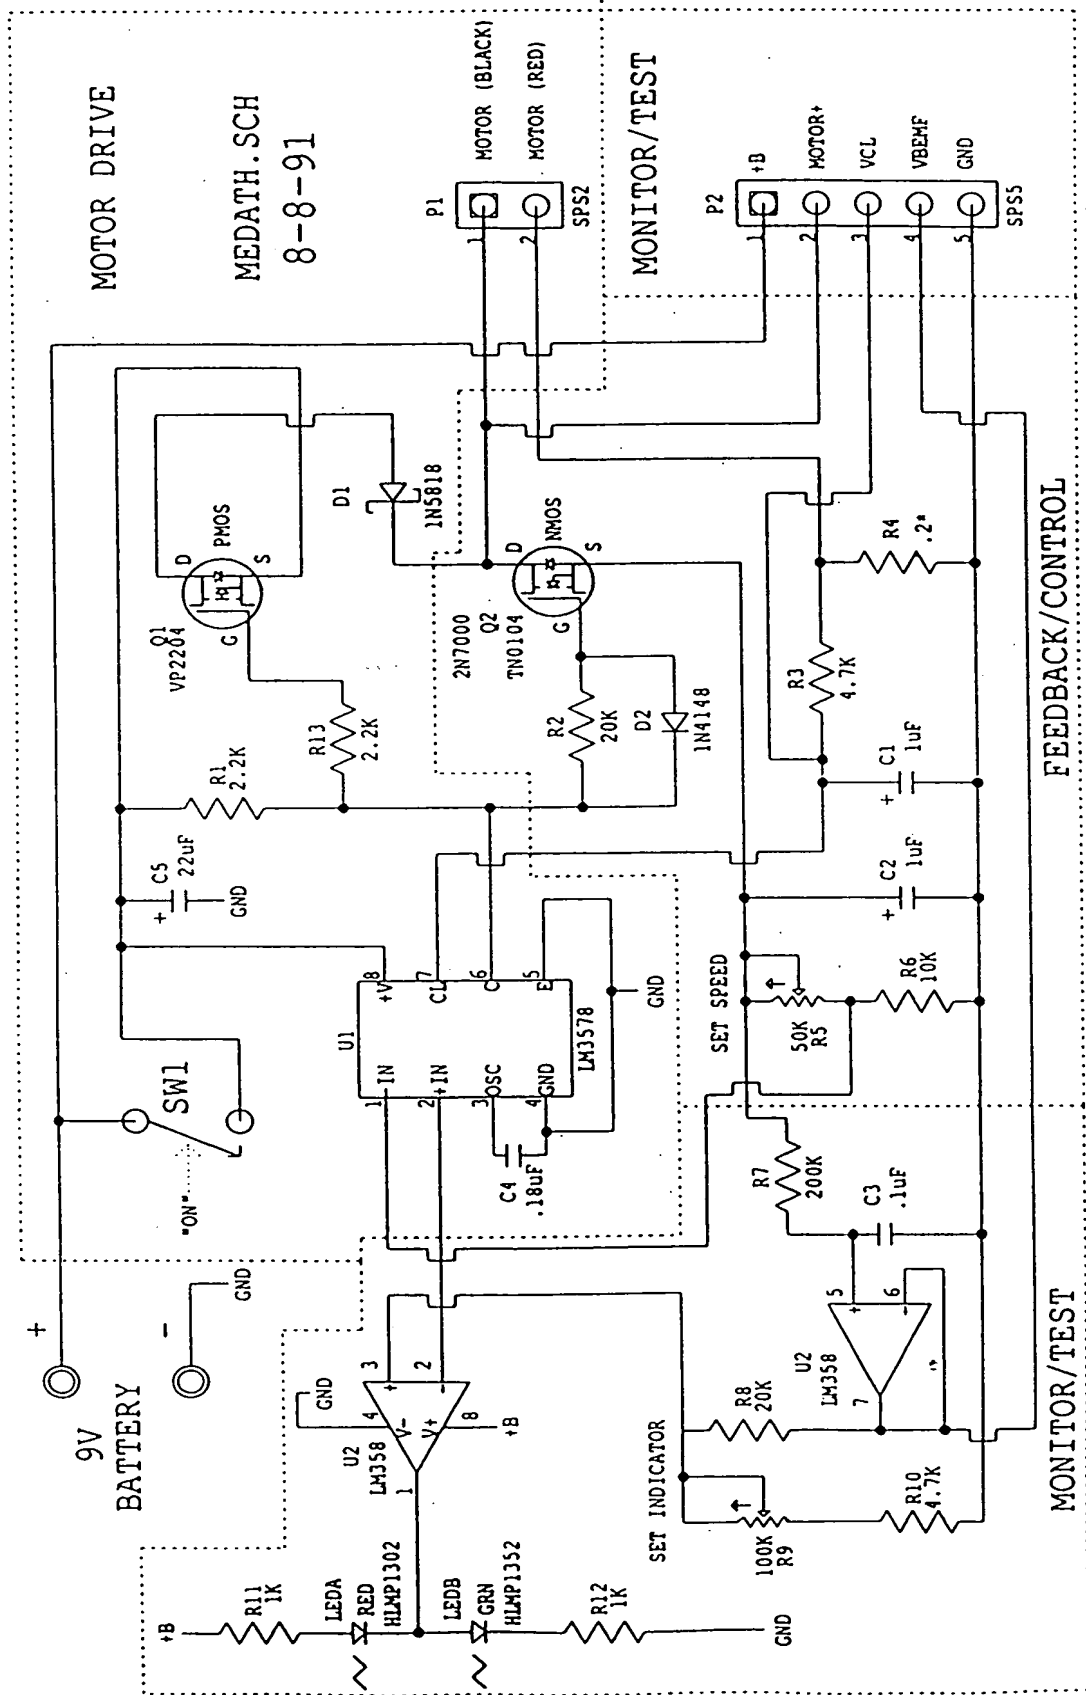 MOTOR DRIVE
MEDATH.SCH
8-8-91
9V
BATTERY
+
-
GND
"ON"
SW1
+
C5
22uF
GND
R1
2.2K
R13
2.2K
Q1
VP2204
G
D
S
PMOS
D1
1N5818
P1
1
2
SPS2
MOTOR (BLACK)
MOTOR (RED)
U1
1 -IN
2 +IN
3 OSC
4 GND
+V 8
CL 7
C 6
E 5
LM3578
C4
.18uF
GND
2N7000
Q2
TN0104
G
D
S
NMOS
R2
20K
D2
1N4148
MONITOR/TEST
P2
1
2
3
4
5
SPS5
+B
MOTOR+
VCL
VBEMF
GND
+B
R11
1K
LEDA
RED
HLMP1302
LEDB
GRN
HLMP1352
R12
1K
GND
U2
LM358
1
3
2
4
8
V-
V+
+
-
GND
+B
SET INDICATOR
100K
R9
R10
4.7K
R8
20K
U2
LM358
7
5
6
+
-
R7
200K
C3
.1uF
SET SPEED
50K
R5
R6
10K
+
C2
1uF
+
C1
1uF
R3
4.7K
R4
.2*
MONITOR/TEST
FEEDBACK/CONTROL